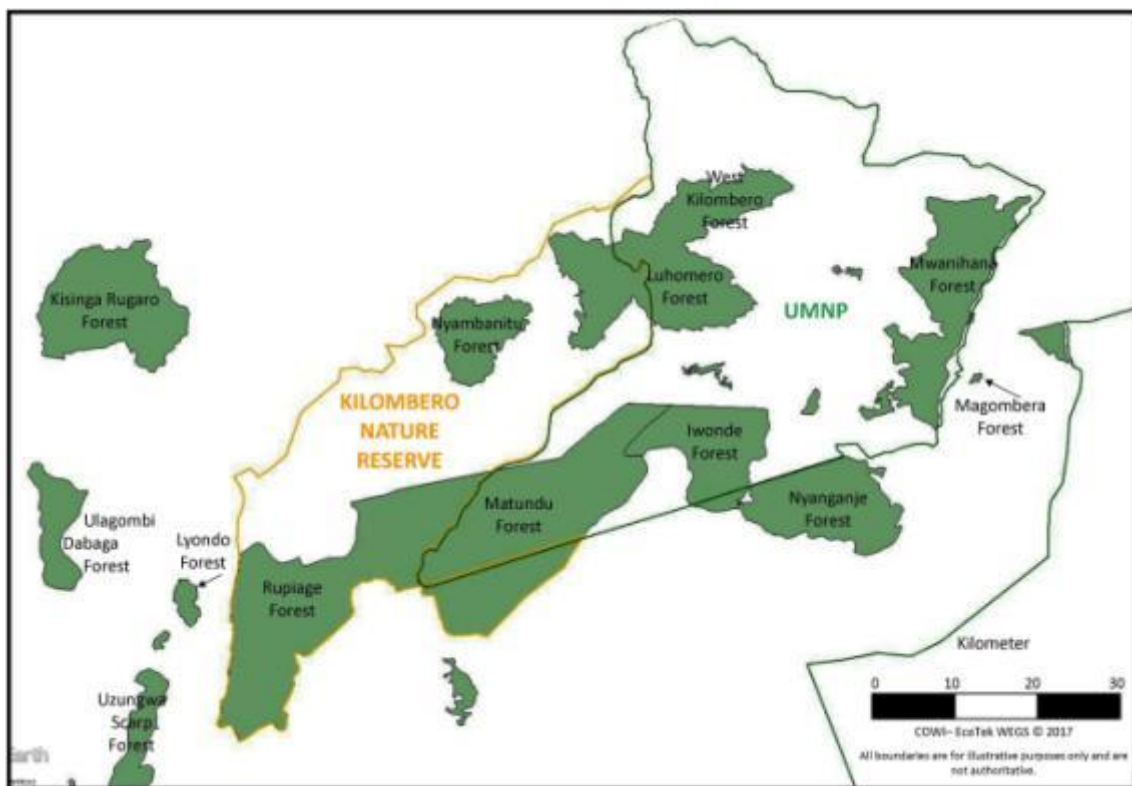 West
Kilombero
Forest
Kisinga Rugaro
Forest
Luhomero
Forest
Mwanihana
Forest
Nyambanitu
Forest
UMNP
KILOMBERO
NATURE
RESERVE
Magombera
Forest
Iwonde
Forest
Matundu
Forest
Nyanganje
Forest
Ulagombi
Dabaga
Forest
Lyondo
Forest
Rupiage
Forest
Uzungwa
Scarp
Forest
Kilometer
0 10 20 30
COWI– EcoTek WEGS © 2017
All boundaries are for illustrative purposes only and are
not authoritative.
Earth